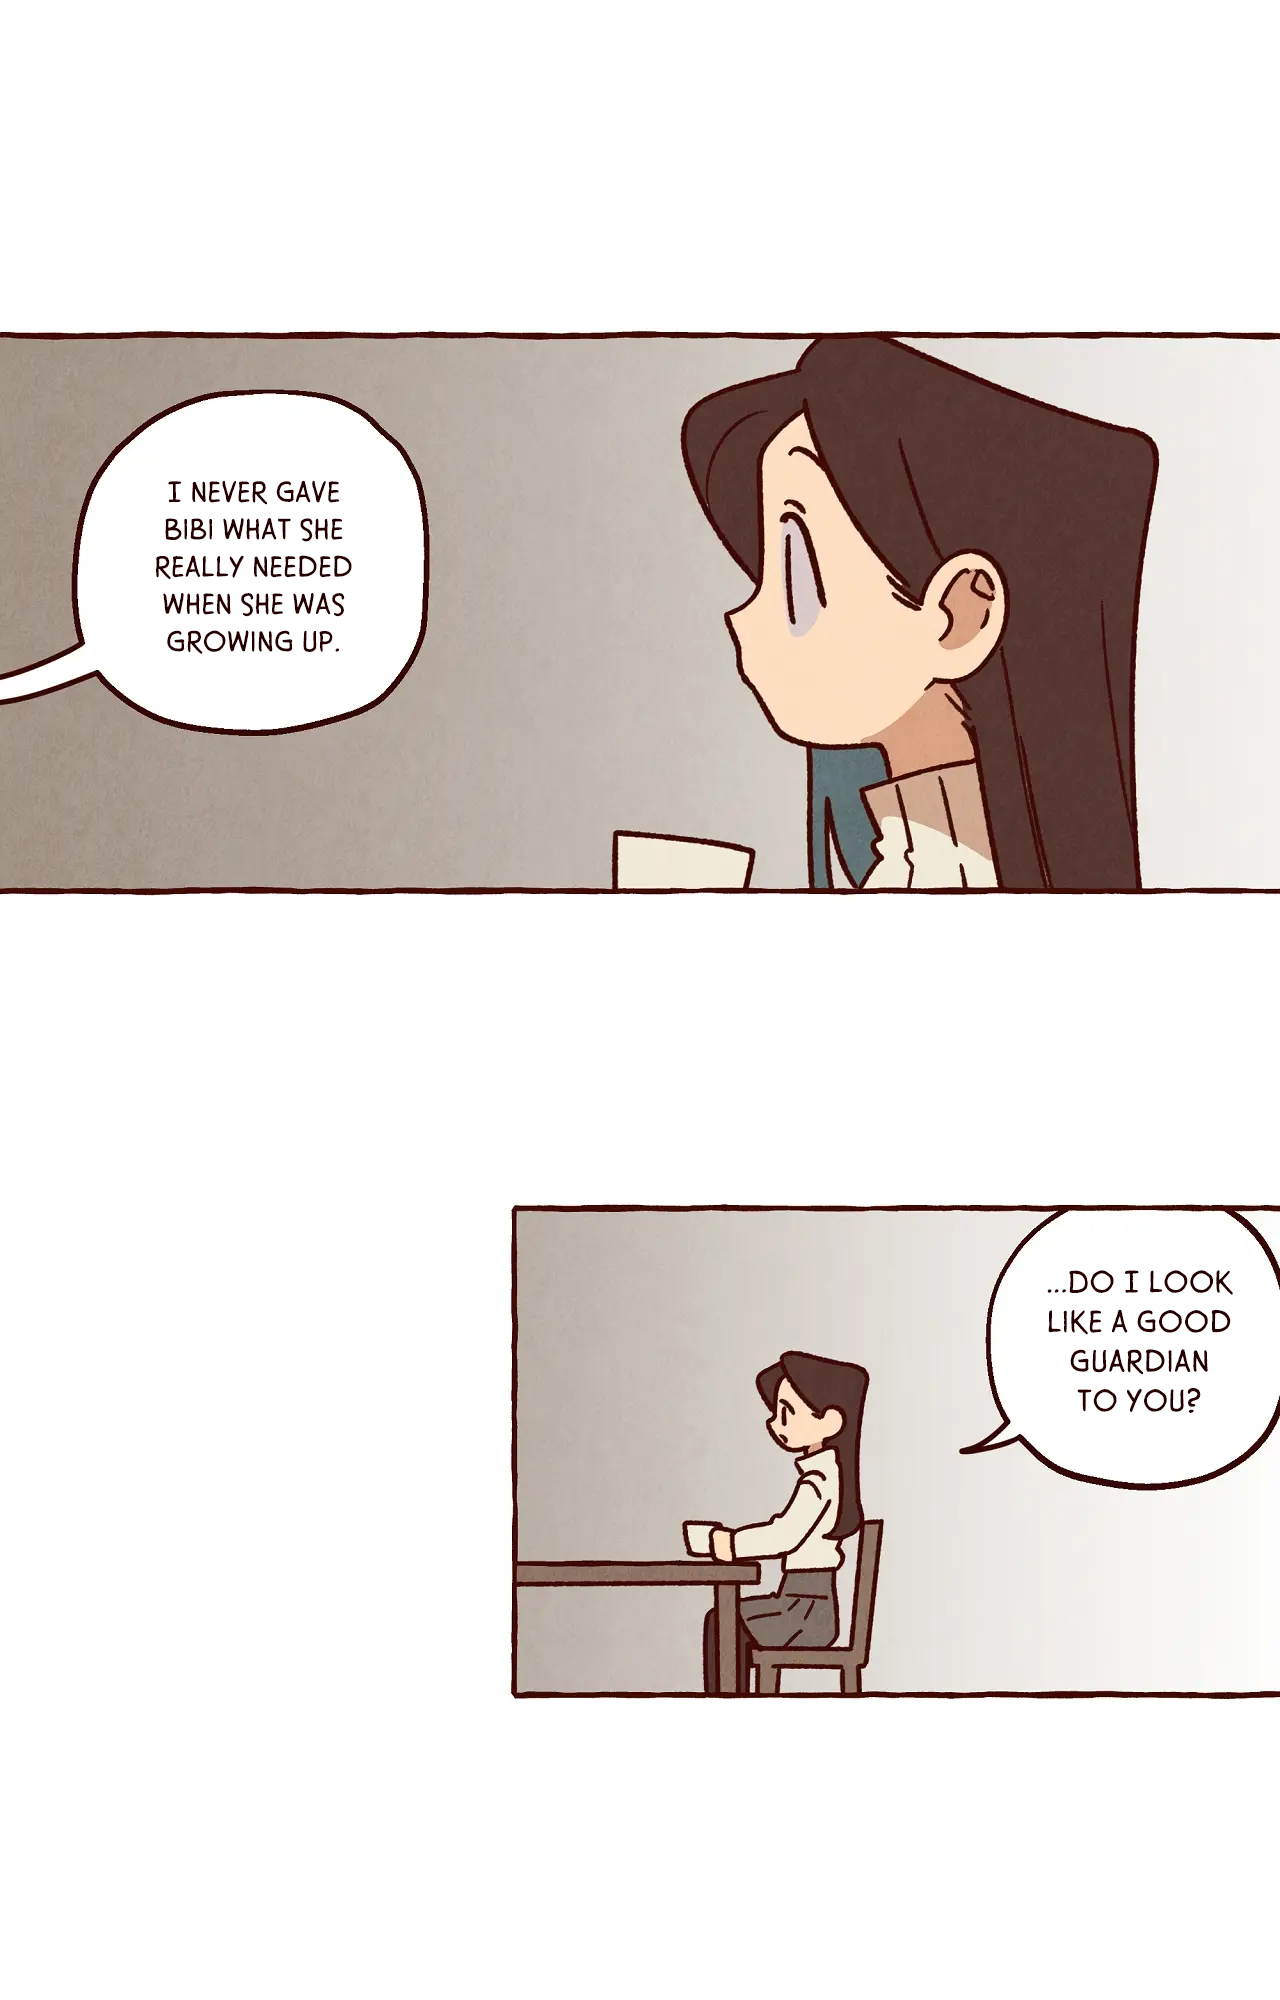 I NEVER GAVE
BIBI WHAT SHE
REALLY NEEDED
WHEN SHE WAS
GROWING UP.
...DO I LOOK
LIKE A GOOD
GUARDIAN
TO YOU?